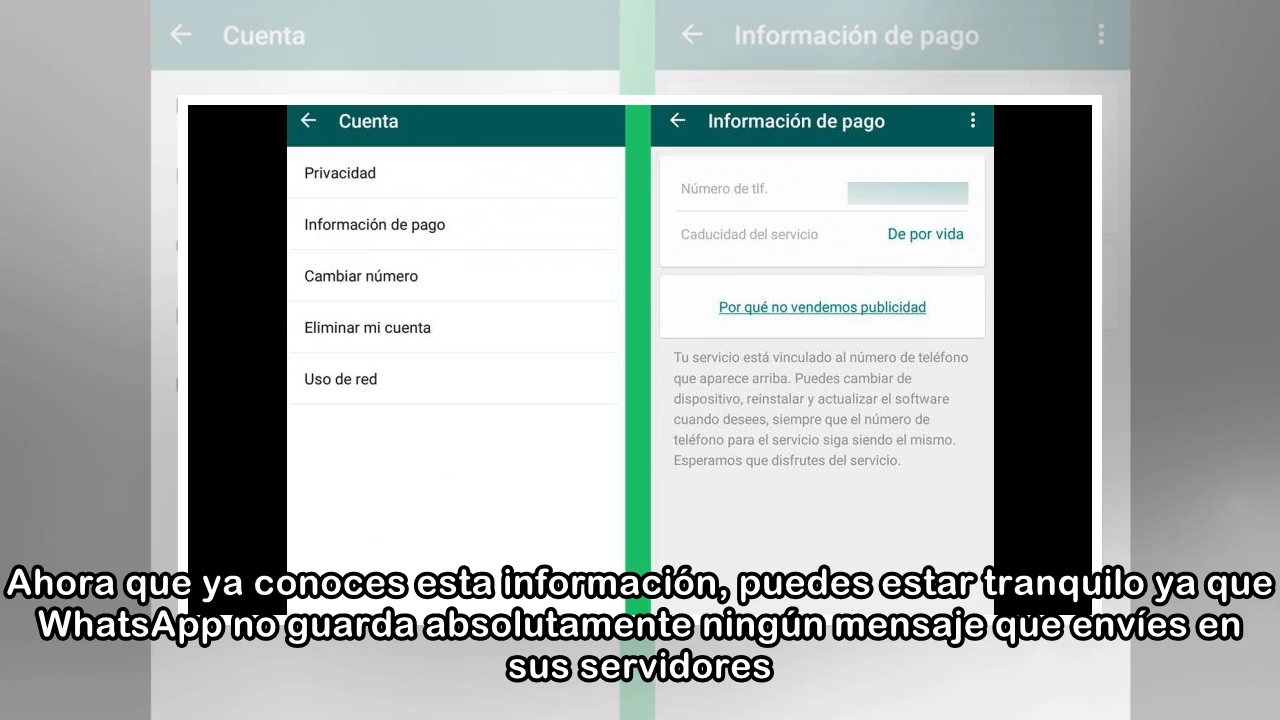 Cuenta
Información de pago
Cuenta
Privacidad
Información de pago
Cambiar número
Eliminar mi cuenta
Uso de red
Información de pago
Número de tlf.
Caducidad del servicio De por vida
Por qué no vendemos publicidad
Tu servicio está vinculado al número de teléfono
que aparece arriba. Puedes cambiar de
dispositivo, reinstalar y actualizar el software
cuando desees, siempre que el número de
teléfono para el servicio siga siendo el mismo.
Esperamos que disfrutes del servicio.
Ahora que ya conoces esta información, puedes estar tranquilo ya que
WhatsApp no guarda absolutamente ningún mensaje que envíes en
sus servidores